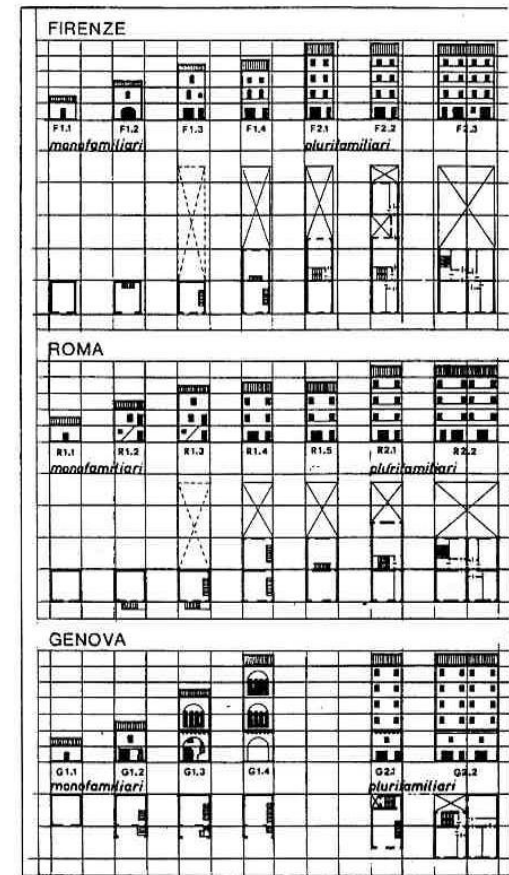 FIRENZE
F1.1 F1.2 F1.3 F1.4 F2.1 F2.2 F2.3
monofamiliari plurifamiliari
ROMA
R1.1 R1.2 R1.3 R1.4 R1.5 R2.1 R2.2
monofamiliari plurifamiliari
GENOVA
G1.1 G1.2 G1.3 G1.4 G2.1 G2.2
monofamiliari plurifamiliari